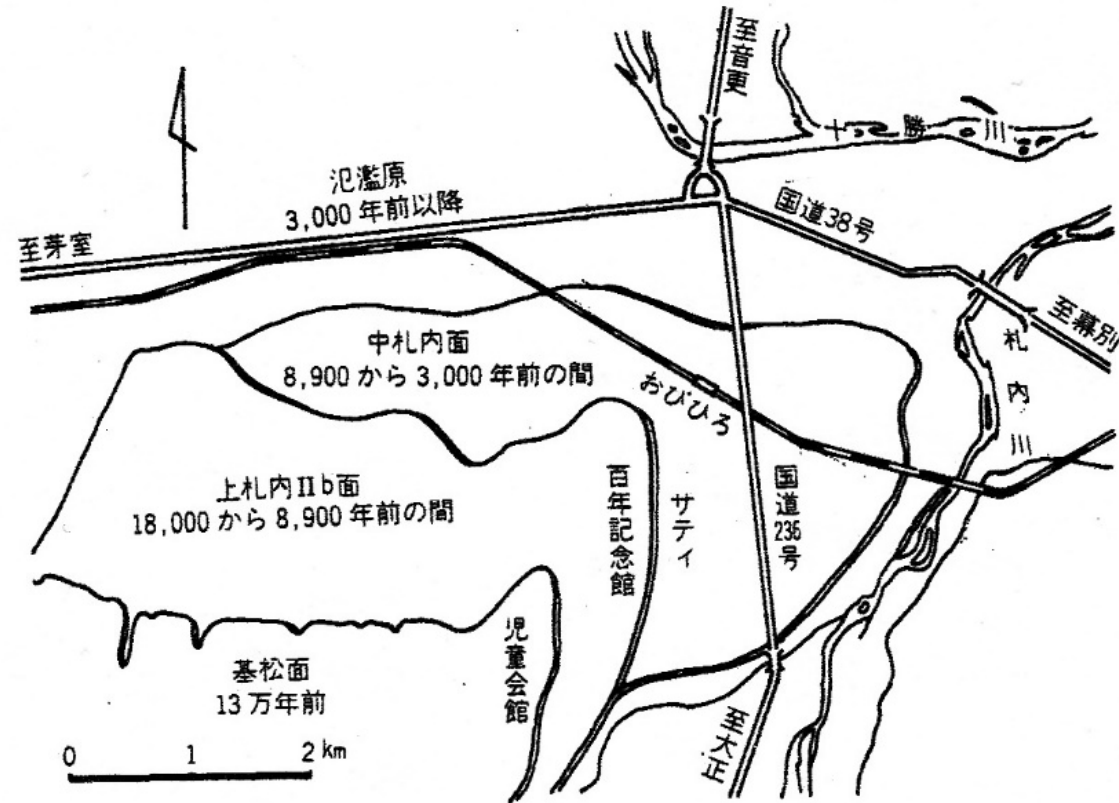 至音更
十勝川
氾濫原
3,000年前以降
国道38号
至芽室
至幕別
札内川
中札内面
8,900から3,000年前の間
おびひろ
上札内IIb面
18,000から8,900年前の間
百年記念館
サティ
国道236号
基松面
13万年前
児童会館
至大正
0 1 2 km